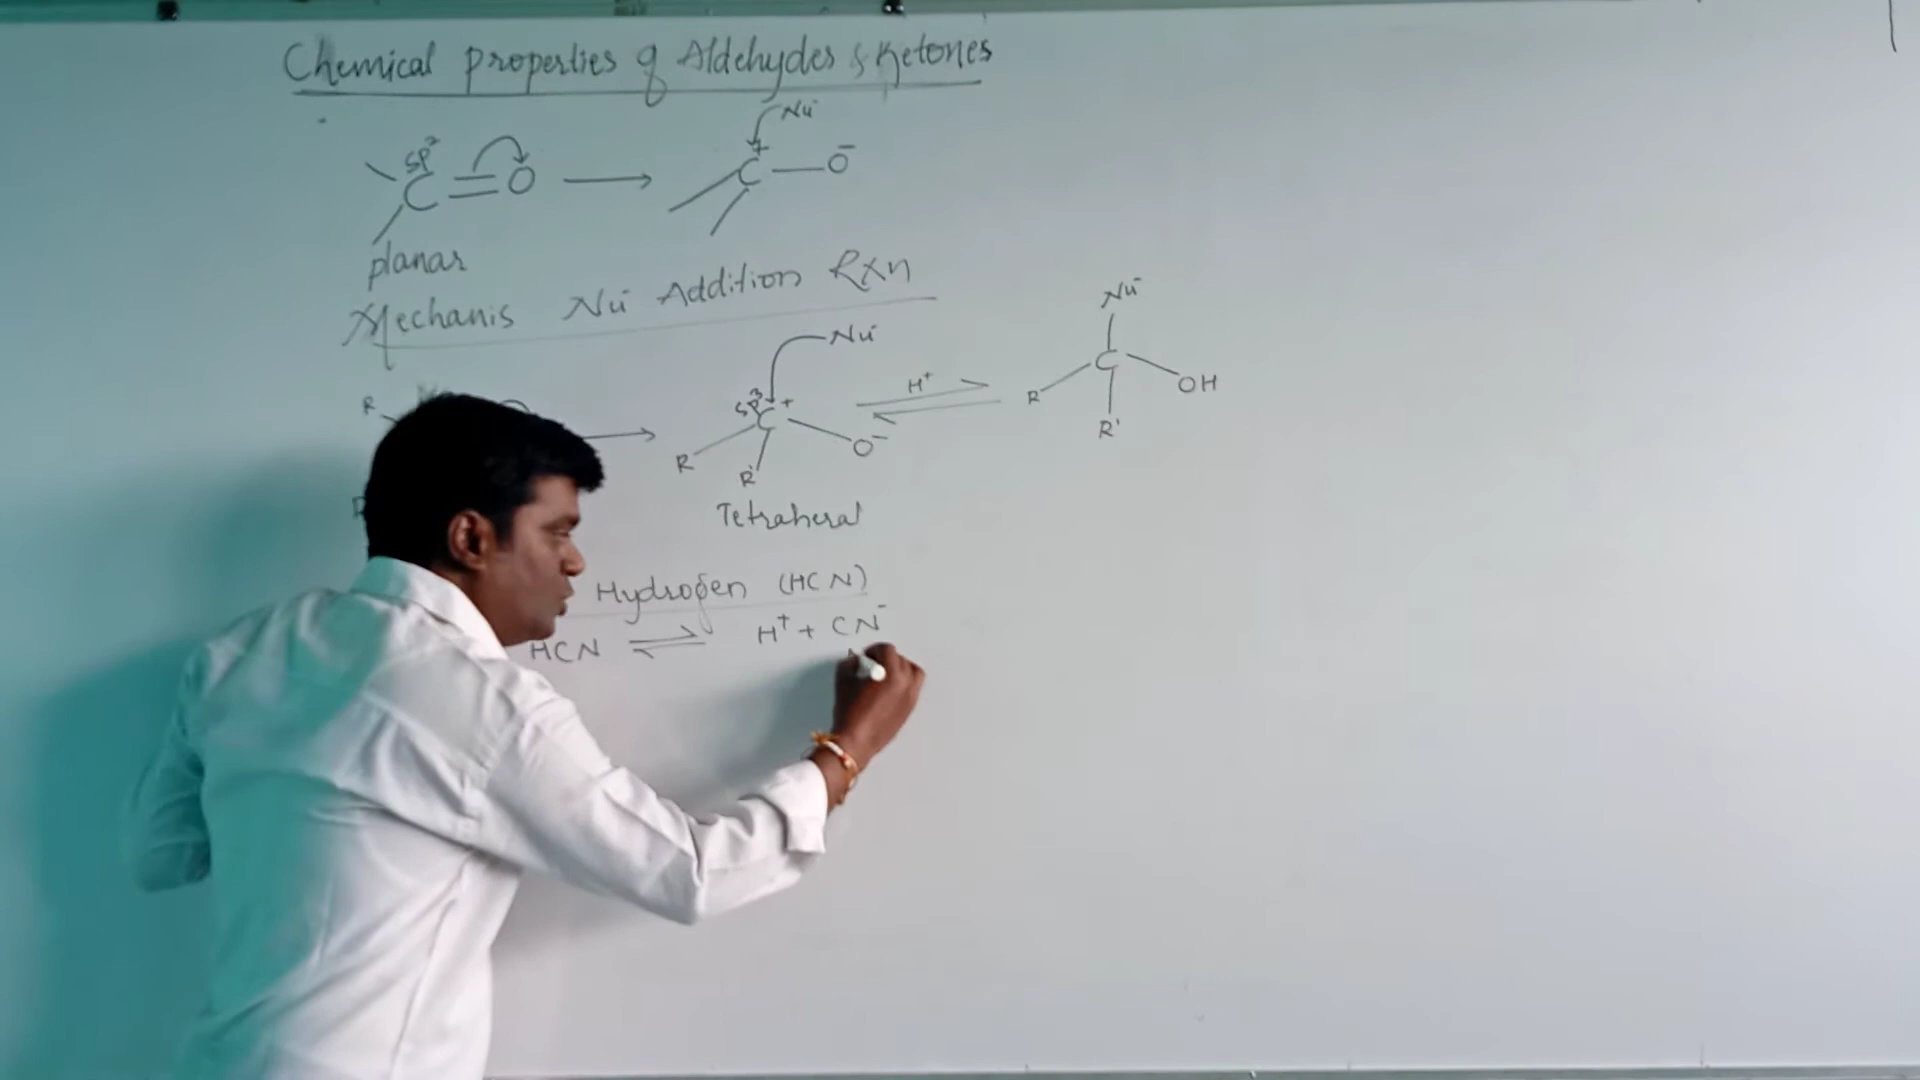 Chemical properties of Aldehydes & Ketones
Nu⁻
sp²
C = O → C⁺ — O⁻
planar
Mechanis Nu⁻ Addition Rxn
Nu⁻
Nu⁻
R
sp³
C⁺
H⁺
C
R
R'
O⁻
R
R'
OH
Tetraheral
Hydrogen (HCN)
HCN ⇌ H⁺ + CN⁻